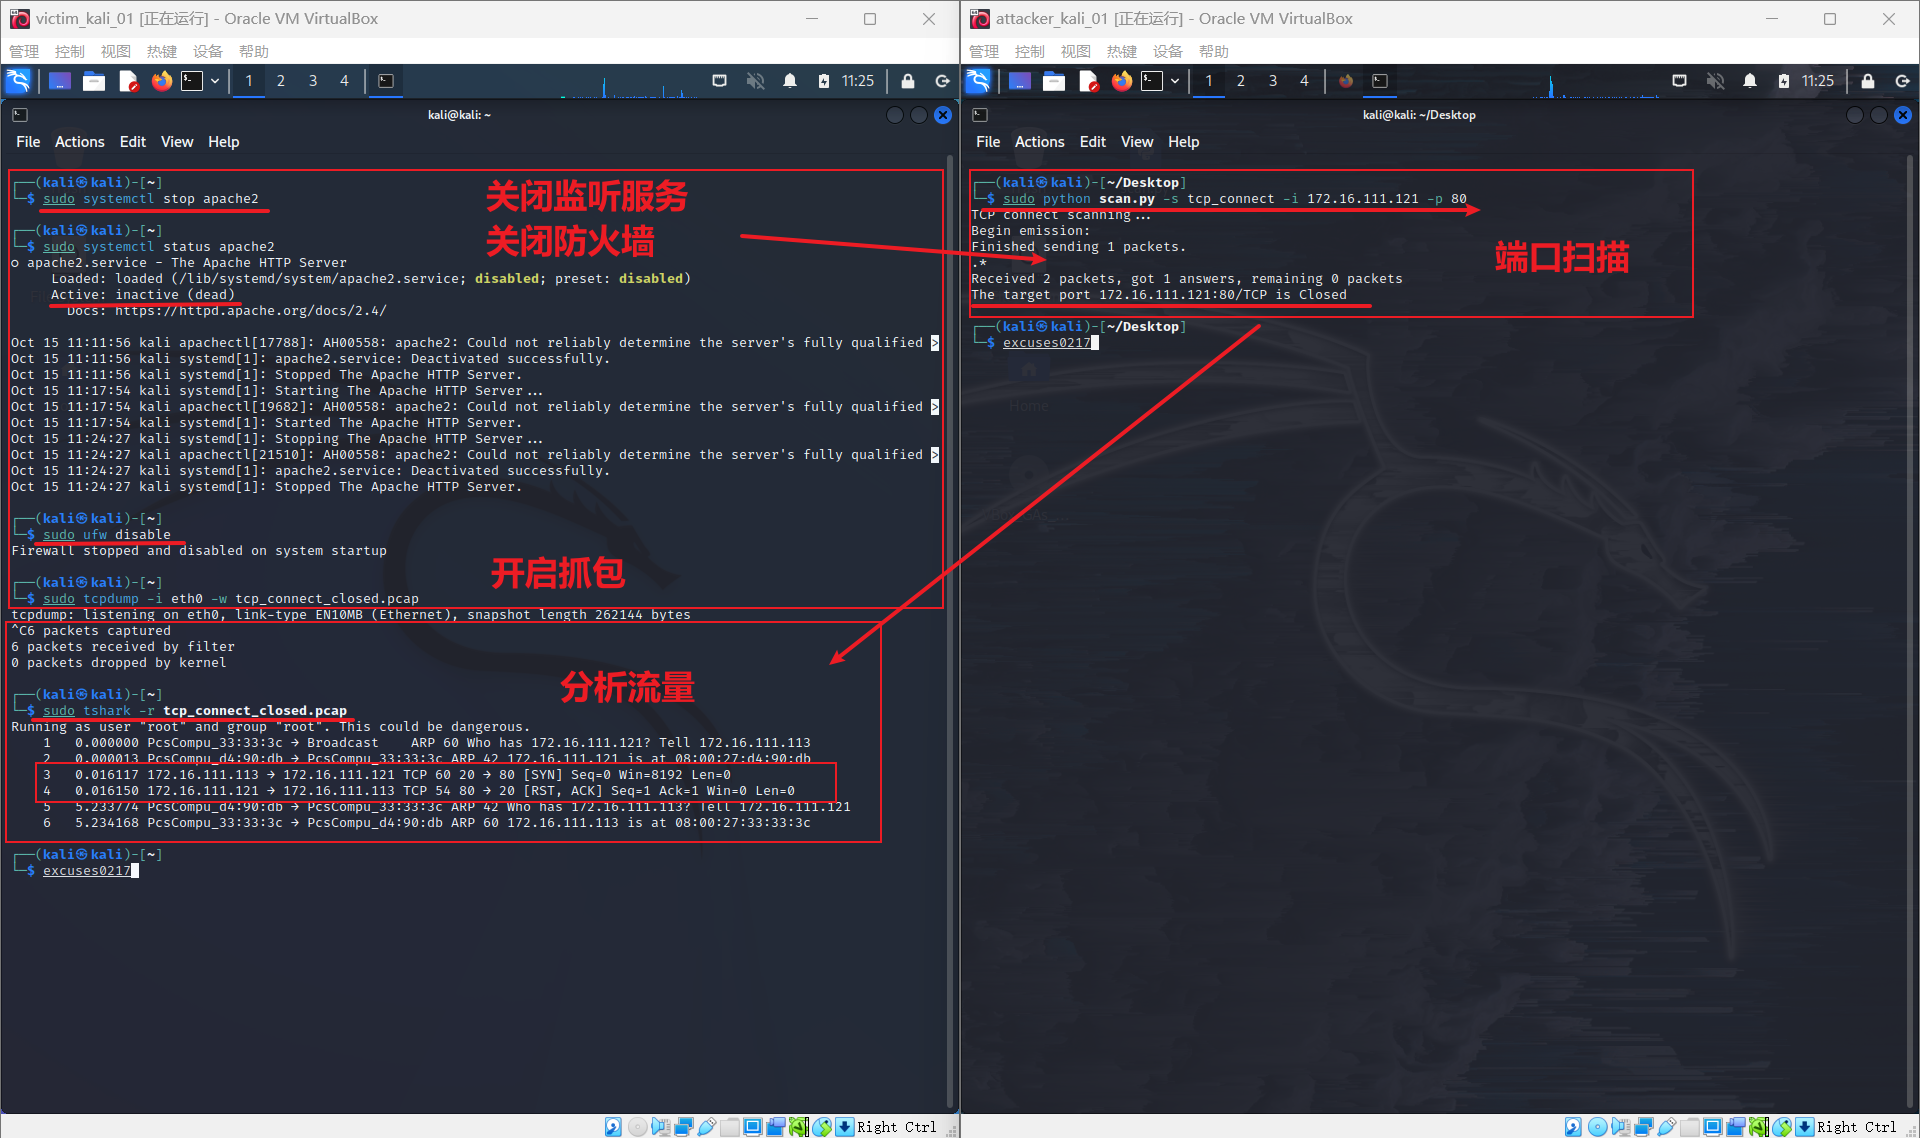 victim_kali_01 [正在运行] - Oracle VM VirtualBox
管理 控制 视图 热键 设备 帮助
1 2 3 4
11:25
kali@kali: ~
File Actions Edit View Help
┌──(kali㉿kali)-[~]
└─$ sudo systemctl stop apache2
关闭监听服务
关闭防火墙
┌──(kali㉿kali)-[~]
└─$ sudo systemctl status apache2
○ apache2.service - The Apache HTTP Server
Loaded: loaded (/lib/systemd/system/apache2.service; disabled; preset: disabled)
Active: inactive (dead)
Docs: https://httpd.apache.org/docs/2.4/
Oct 15 11:11:56 kali apachectl[17788]: AH00558: apache2: Could not reliably determine the server's fully qualified >
Oct 15 11:11:56 kali systemd[1]: apache2.service: Deactivated successfully.
Oct 15 11:11:56 kali systemd[1]: Stopped The Apache HTTP Server.
Oct 15 11:17:54 kali systemd[1]: Starting The Apache HTTP Server...
Oct 15 11:17:54 kali apachectl[19682]: AH00558: apache2: Could not reliably determine the server's fully qualified >
Oct 15 11:17:54 kali systemd[1]: Started The Apache HTTP Server.
Oct 15 11:24:27 kali systemd[1]: Stopping The Apache HTTP Server...
Oct 15 11:24:27 kali apachectl[21510]: AH00558: apache2: Could not reliably determine the server's fully qualified >
Oct 15 11:24:27 kali systemd[1]: apache2.service: Deactivated successfully.
Oct 15 11:24:27 kali systemd[1]: Stopped The Apache HTTP Server.
┌──(kali㉿kali)-[~]
└─$ sudo ufw disable
Firewall stopped and disabled on system startup
开启抓包
┌──(kali㉿kali)-[~]
└─$ sudo tcpdump -i eth0 -w tcp_connect_closed.pcap
tcpdump: listening on eth0, link-type EN10MB (Ethernet), snapshot length 262144 bytes
^C6 packets captured
6 packets received by filter
0 packets dropped by kernel
分析流量
┌──(kali㉿kali)-[~]
└─$ sudo tshark -r tcp_connect_closed.pcap
Running as user "root" and group "root". This could be dangerous.
1 0.000000 PcsCompu_33:33:3c → Broadcast ARP 60 Who has 172.16.111.121? Tell 172.16.111.113
2 0.000013 PcsCompu_d4:90:db → PcsCompu_33:33:3c ARP 42 172.16.111.121 is at 08:00:27:d4:90:db
3 0.016117 172.16.111.113 → 172.16.111.121 TCP 60 20 → 80 [SYN] Seq=0 Win=8192 Len=0
4 0.016150 172.16.111.121 → 172.16.111.113 TCP 54 80 → 20 [RST, ACK] Seq=1 Ack=1 Win=0 Len=0
5 5.233774 PcsCompu_d4:90:db → PcsCompu_33:33:3c ARP 42 Who has 172.16.111.113? Tell 172.16.111.121
6 5.234168 PcsCompu_33:33:3c → PcsCompu_d4:90:db ARP 60 172.16.111.113 is at 08:00:27:33:33:3c
┌──(kali㉿kali)-[~]
└─$ excuses0217
Right Ctrl
attacker_kali_01 [正在运行] - Oracle VM VirtualBox
管理 控制 视图 热键 设备 帮助
1 2 3 4
11:25
kali@kali: ~/Desktop
File Actions Edit View Help
┌──(kali㉿kali)-[~/Desktop]
└─$ sudo python scan.py -s tcp_connect -i 172.16.111.121 -p 80
TCP connect scanning...
Begin emission:
Finished sending 1 packets.
.*
端口扫描
Received 2 packets, got 1 answers, remaining 0 packets
The target port 172.16.111.121:80/TCP is Closed
┌──(kali㉿kali)-[~/Desktop]
└─$ excuses0217
Home
Right Ctrl